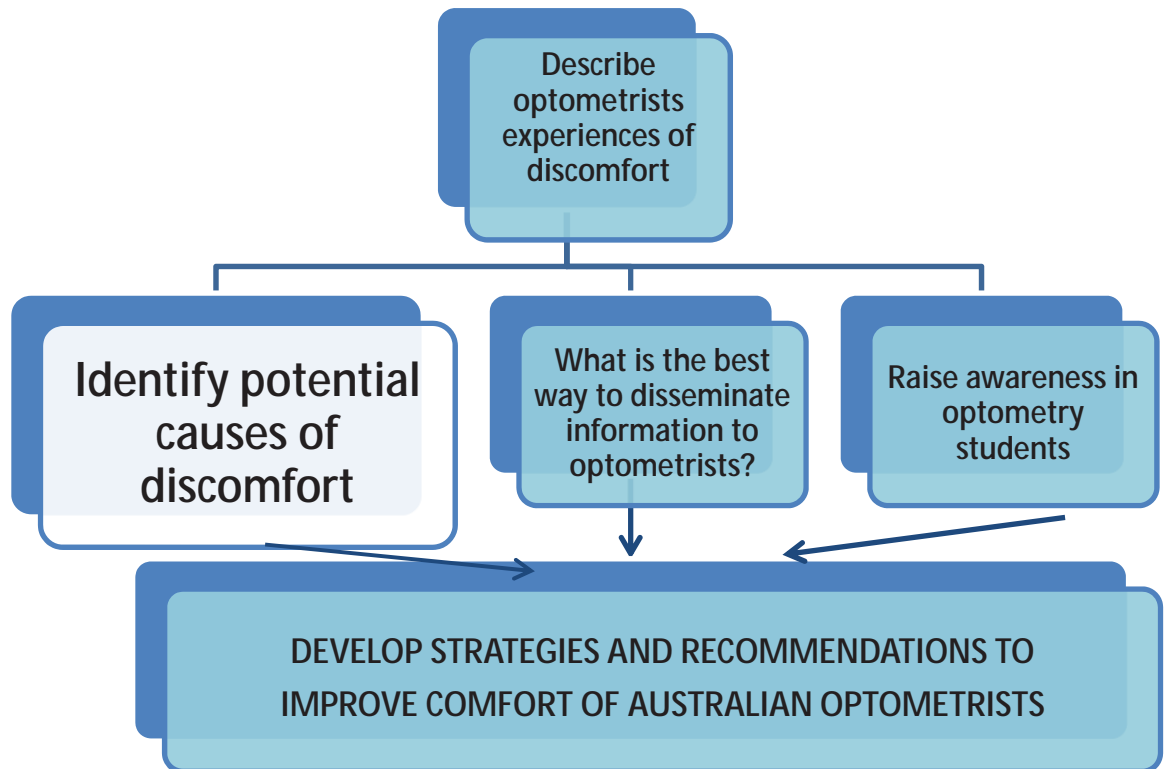 Describe
optometrists
experiences of
discomfort
Identify potential
causes of
discomfort
What is the best
way to disseminate
information to
optometrists?
Raise awareness in
optometry
students
DEVELOP STRATEGIES AND RECOMMENDATIONS TO
IMPROVE COMFORT OF AUSTRALIAN OPTOMETRISTS